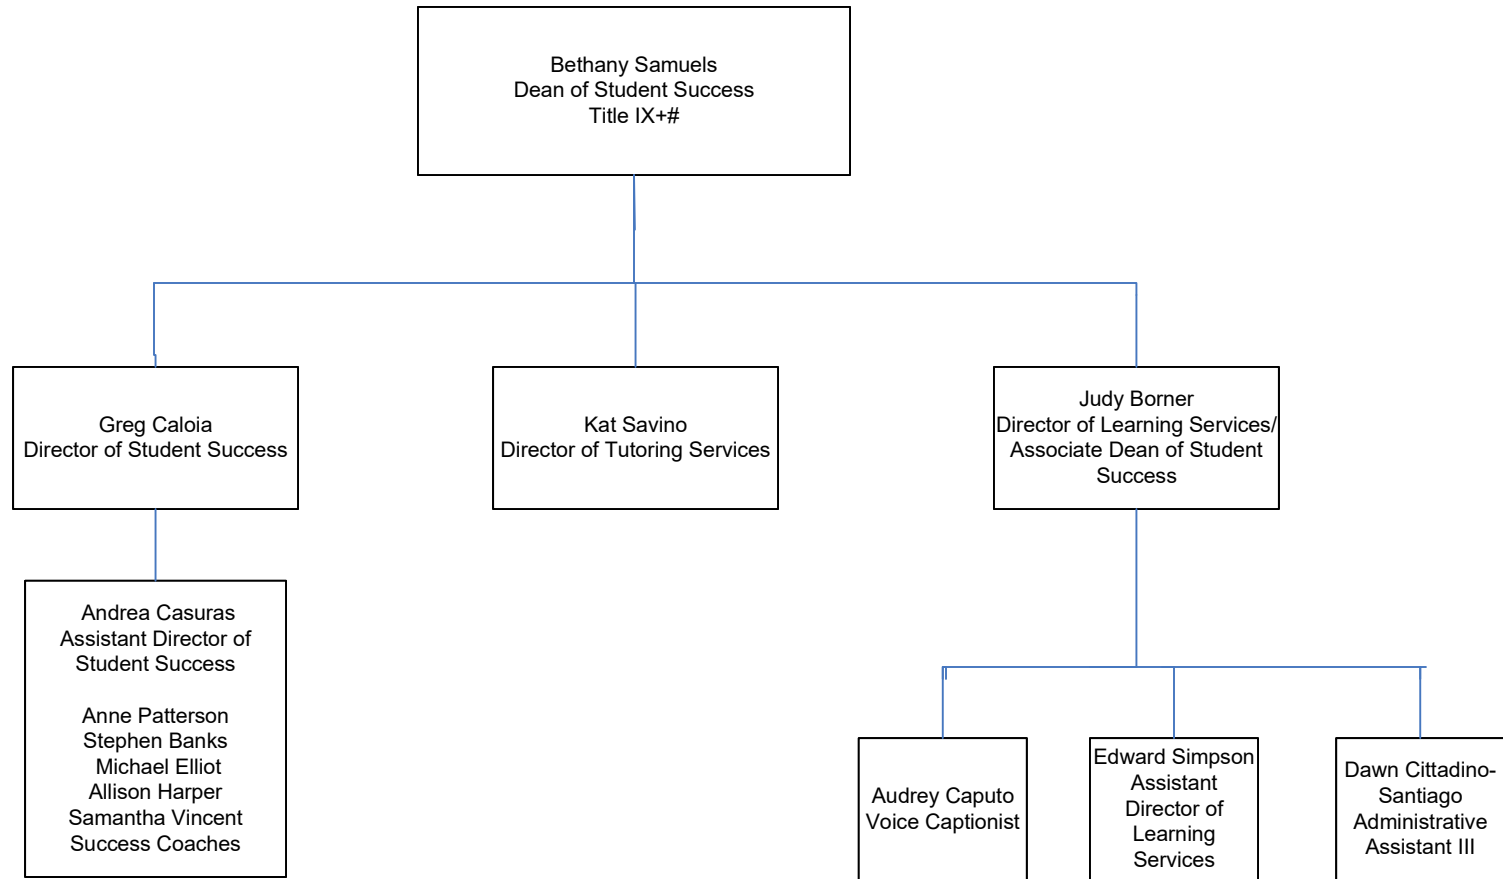 Bethany Samuels
Dean of Student Success
Title IX+#
Greg Caloia
Director of Student Success
Kat Savino
Director of Tutoring Services
Judy Borner
Director of Learning Services/
Associate Dean of Student
Success
Andrea Casuras
Assistant Director of
Student Success
Anne Patterson
Stephen Banks
Michael Elliot
Allison Harper
Samantha Vincent
Success Coaches
Audrey Caputo
Voice Captionist
Edward Simpson
Assistant
Director of
Learning
Services
Dawn Cittadino-
Santiago
Administrative
Assistant III